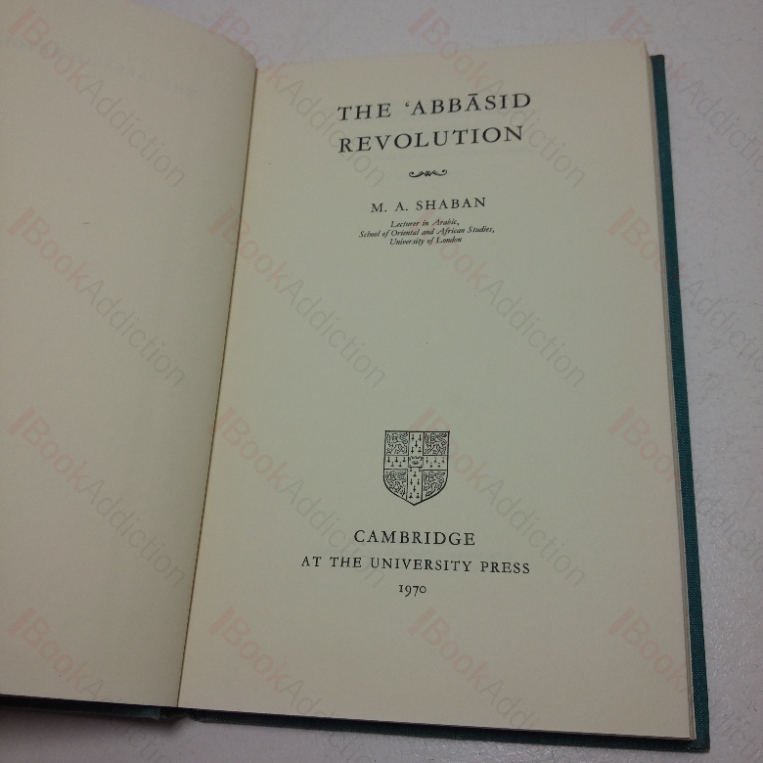 THE ‘ABBĀSID
REVOLUTION
M. A. SHABAN
Lecturer in Arabic,
School of Oriental and African Studies,
University of London
CAMBRIDGE
AT THE UNIVERSITY PRESS
1970
BookAddiction